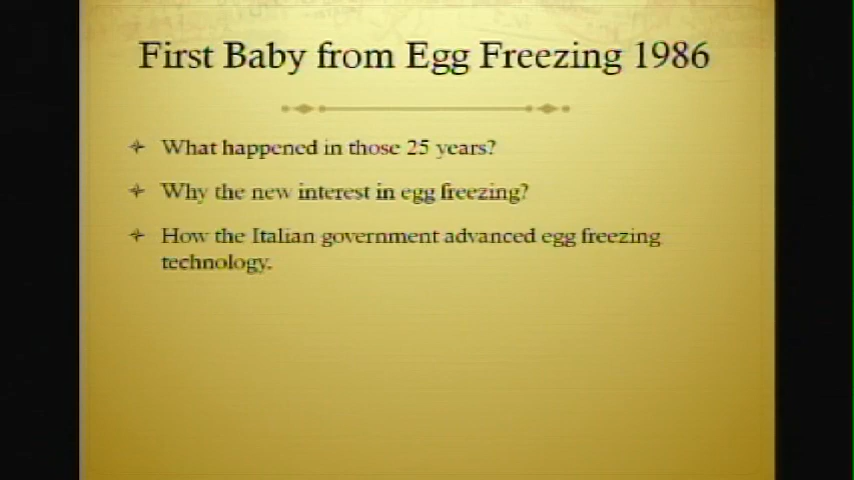 First Baby from Egg Freezing 1986
What happened in those 25 years?
Why the new interest in egg freezing?
How the Italian government advanced egg freezing
technology.